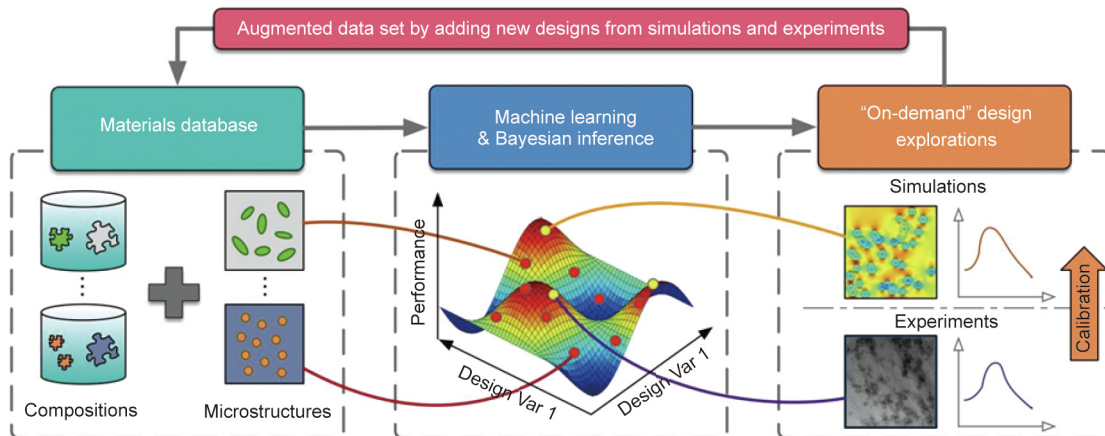 Augmented data set by adding new designs from simulations and experiments
Materials database
Machine learning
& Bayesian inference
“On-demand” design
explorations
Simulations
Experiments
Calibration
Performance
Design Var 1
Design Var 1
Compositions
Microstructures